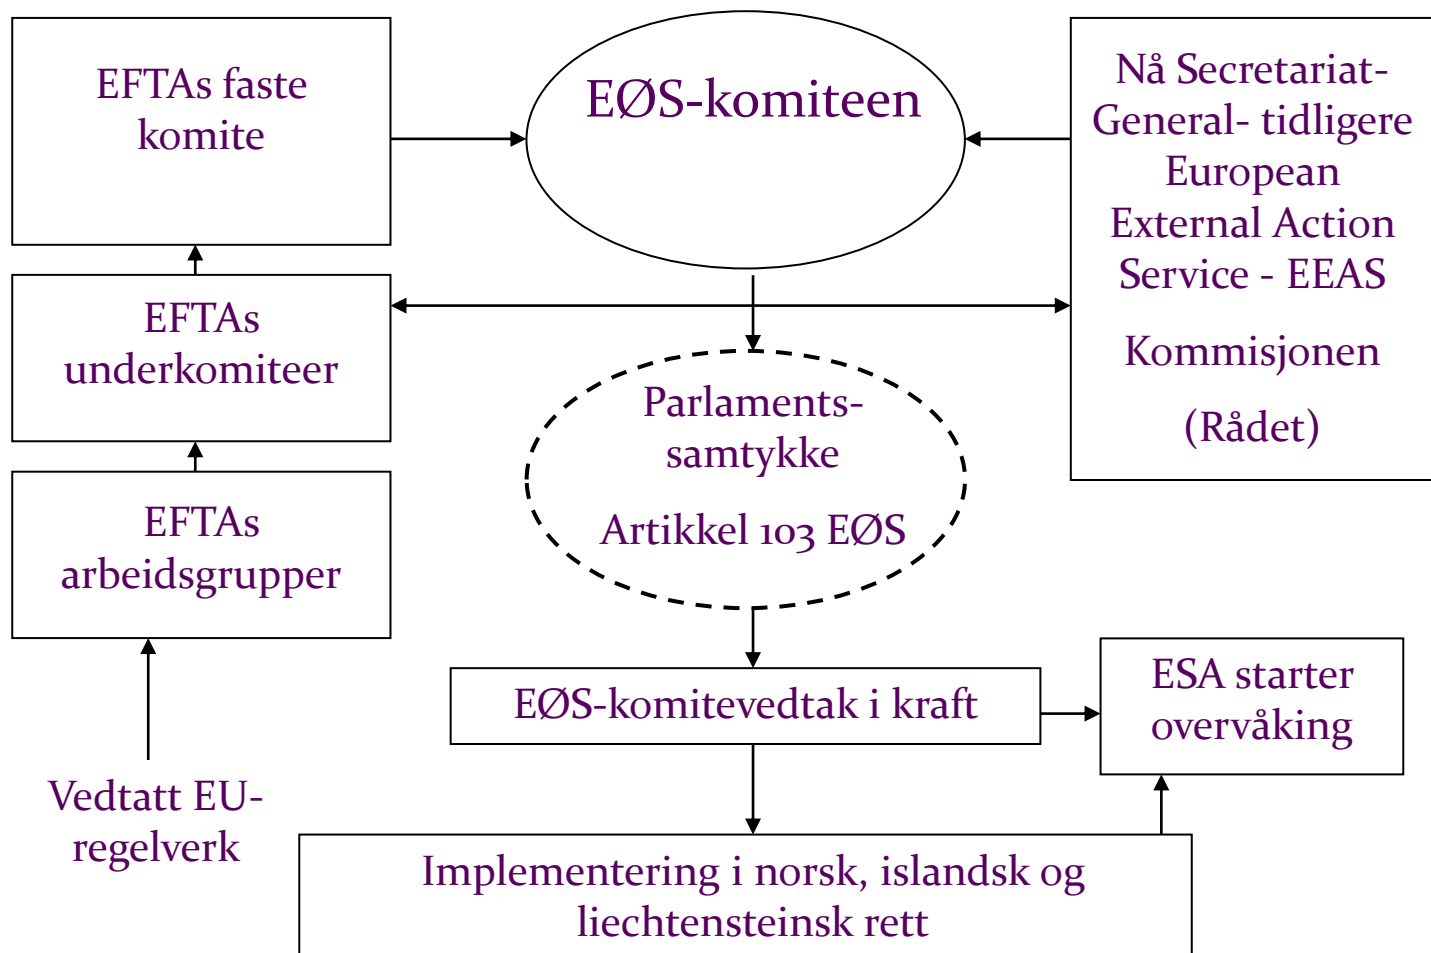 EFTAs faste
komite
EØS-komiteen
Nå Secretariat-
General- tidligere
European
External Action
Service - EEAS
Kommisjonen
(Rådet)
EFTAs
underkomiteer
Parlaments-
samtykke
Artikkel 103 EØS
EFTAs
arbeidsgrupper
EØS-komitevedtak i kraft
ESA starter
overvåking
Vedtatt EU-
regelverk
Implementering i norsk, islandsk og
liechtensteinsk rett